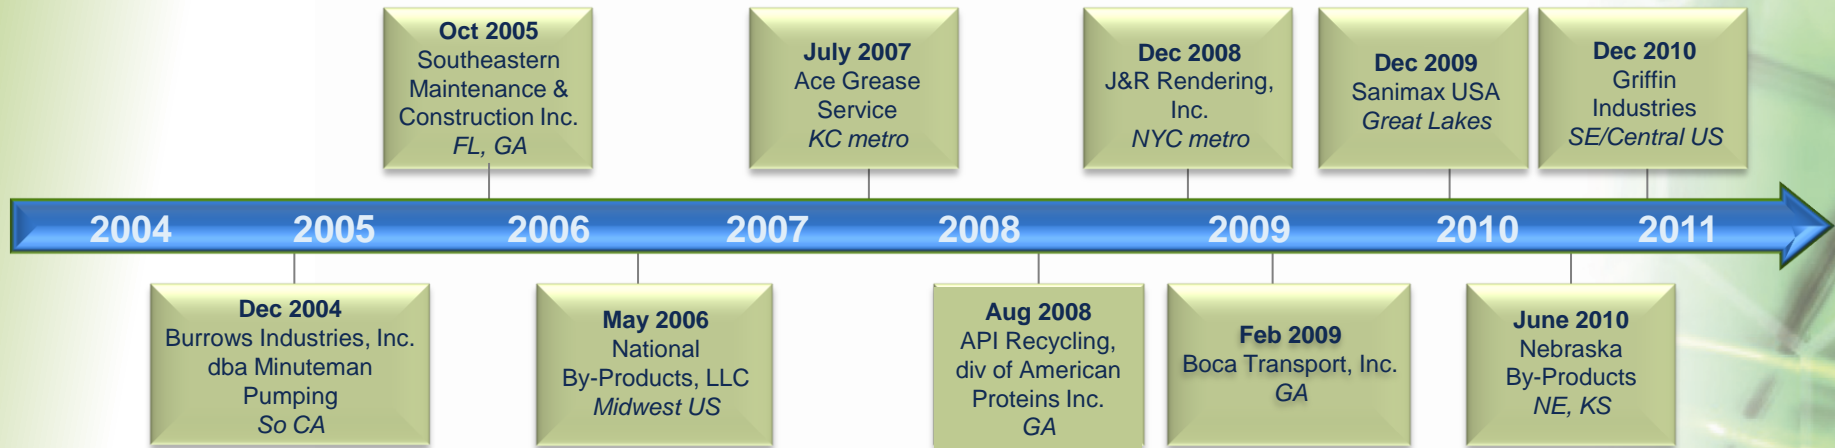 Oct 2005
Southeastern
Maintenance &
Construction Inc.
FL, GA
July 2007
Ace Grease
Service
KC metro
Dec 2008
J&R Rendering,
Inc.
NYC metro
Dec 2009
Sanimax USA
Great Lakes
Dec 2010
Griffin
Industries
SE/Central US
2004 2005 2006 2007 2008 2009 2010 2011
Dec 2004
Burrows Industries, Inc.
dba Minuteman
Pumping
So CA
May 2006
National
By-Products, LLC
Midwest US
Aug 2008
API Recycling,
div of American
Proteins Inc.
GA
Feb 2009
Boca Transport, Inc.
GA
June 2010
Nebraska
By-Products
NE, KS